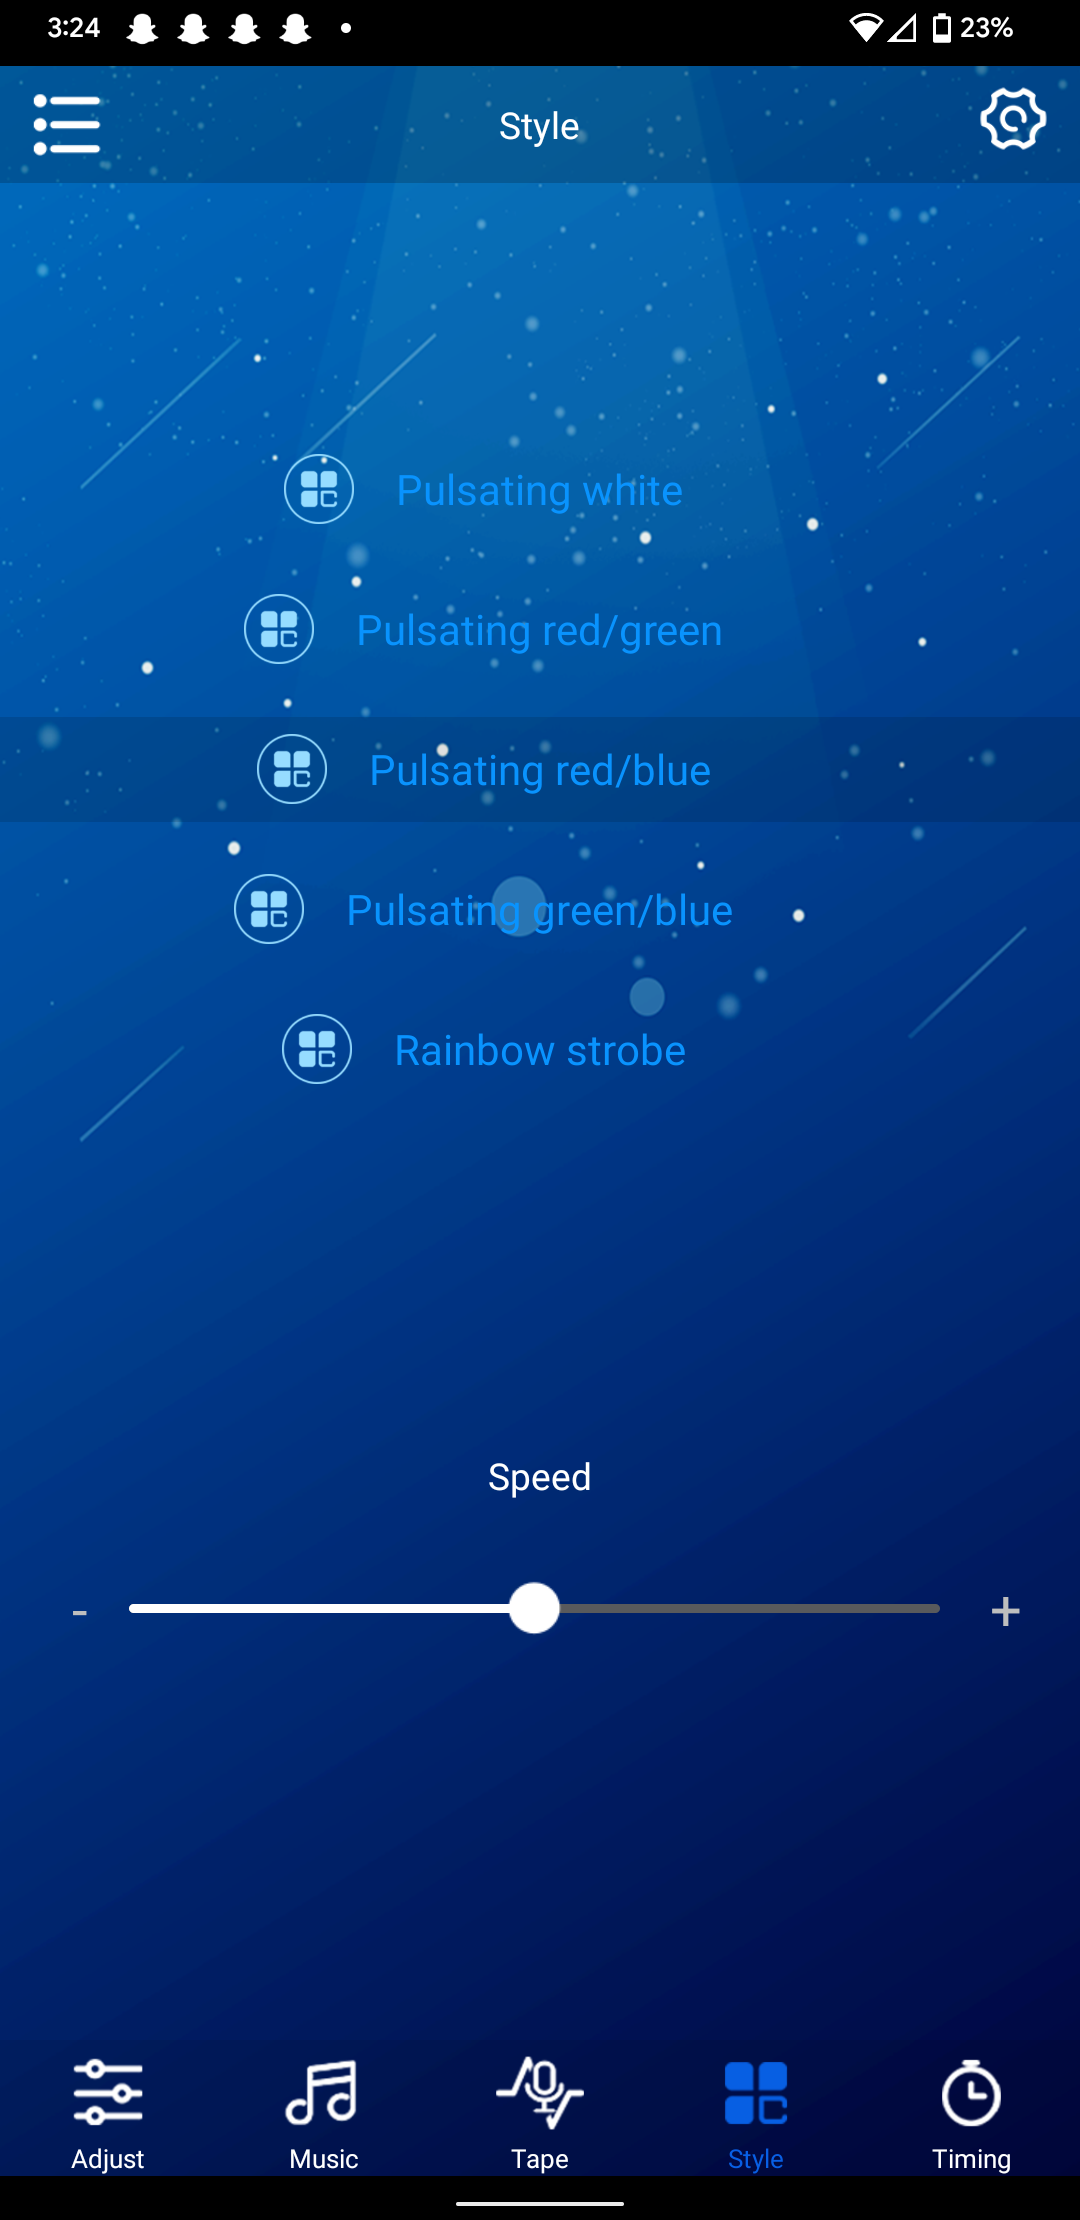 3:24 23%
Style
Pulsating white
Pulsating red/green
Pulsating red/blue
Pulsating green/blue
Rainbow strobe
Speed
- +
Adjust Music Tape Style Timing